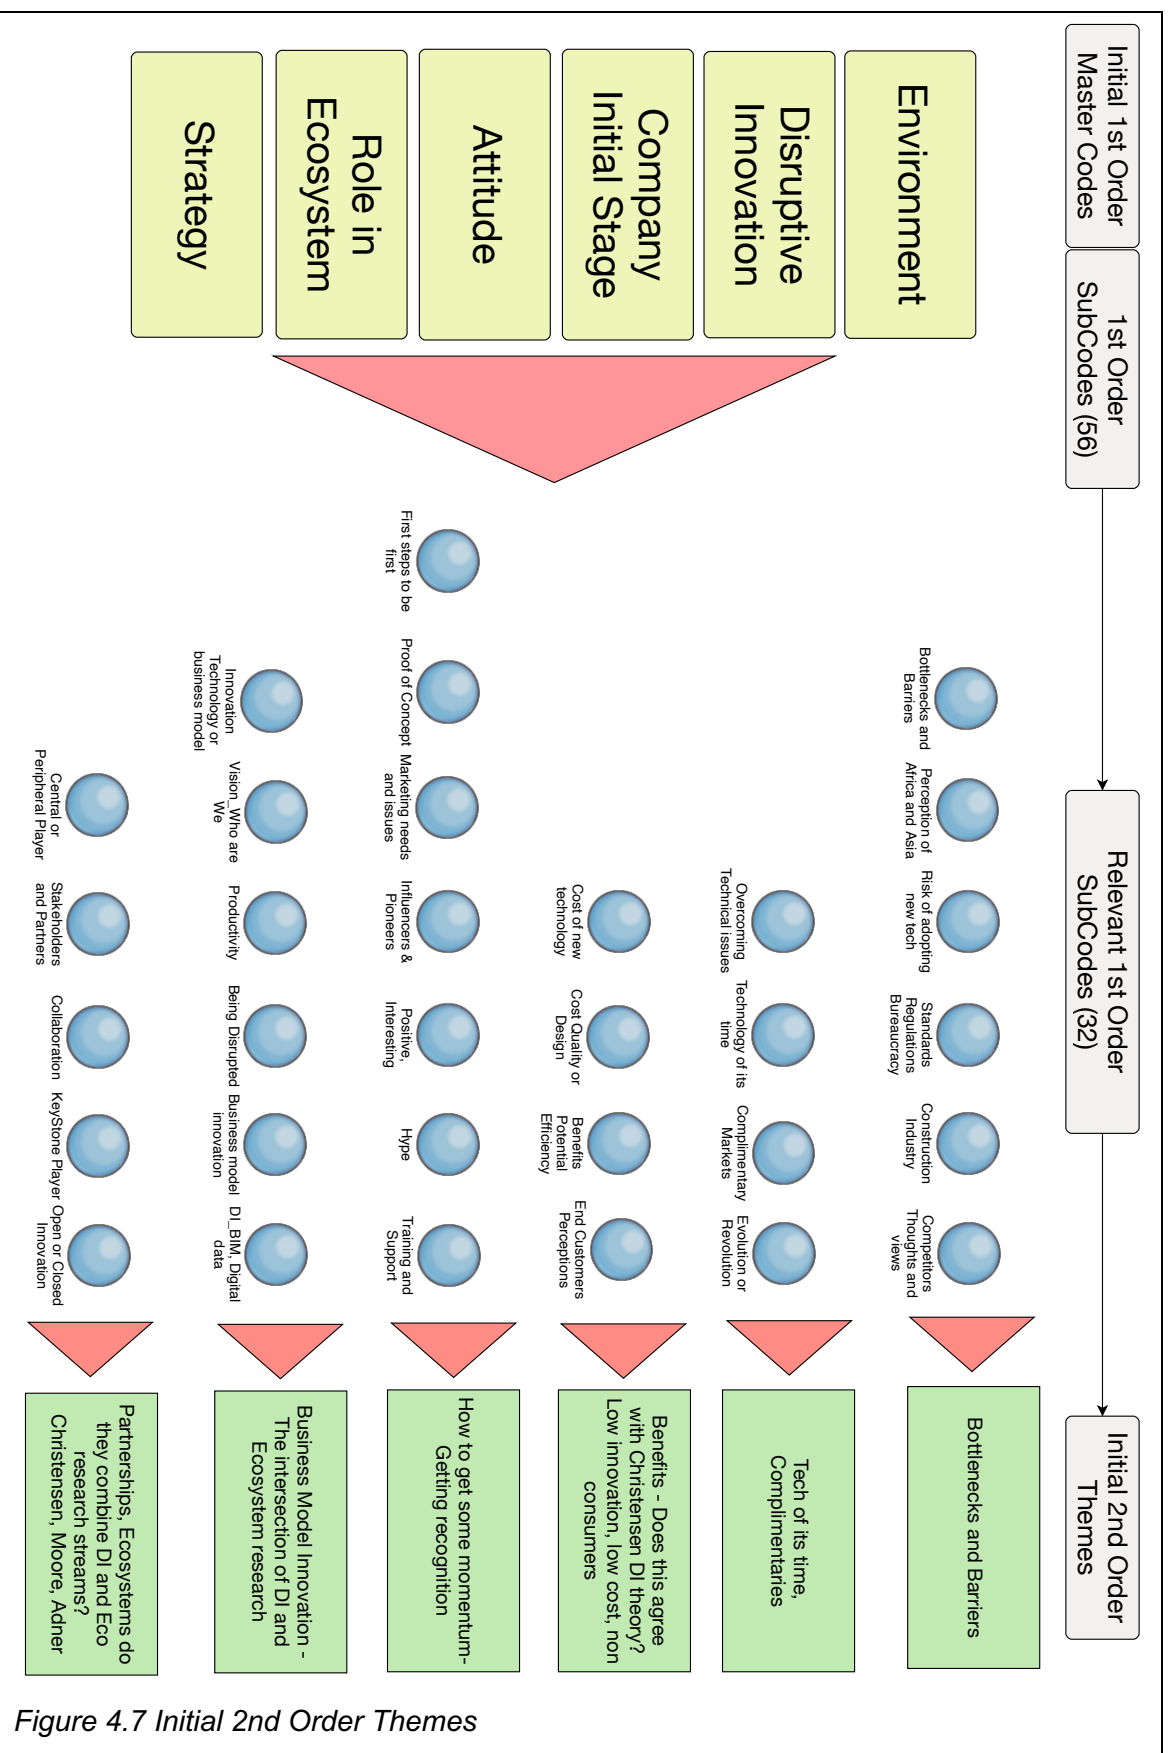 Initial 1st Order
Master Codes
1st Order
SubCodes (56)
Relevant 1st Order
SubCodes (32)
Initial 2nd Order
Themes
Environment
Disruptive
Innovation
Company
Initial Stage
Attitude
Role in
Ecosystem
Strategy
Bottlenecks and
Barriers
Perception of
Africa and Asia
Risk of adopting
new tech
Standards
Regulations
Bureaucracy
Construction
Industry
Competitors
Thoughts and
views
Bottlenecks and Barriers
Overcoming
Technical issues
Technology of its
time
Complimentary
Markets
Evolution or
Revolution
Tech of its time,
Complimentaries
Cost of new
technology
Cost Quality or
Design
Benefits
Potential
Efficiency
End Customers
Perceptions
Benefits - Does this agree
with Christensen DI theory?
Low innovation, low cost, non
consumers
First steps to be
first
Proof of Concept
Marketing needs
and issues
Influencers &
Pioneers
Positive,
Interesting
Hype
Training and
Support
How to get some momentum-
Getting recognition
Innovation
Technology or
business model
Vision_Who are
We
Productivity
Being Disrupted
Business model
innovation
DI_BIM, Digital
data
Business Model Innovation -
The intersection of DI and
Ecosystem research
Central or
Peripheral Player
Stakeholders
and Partners
Collaboration
KeyStone Player
Open or Closed
Innovation
Partnerships, Ecosystems do
they combine DI and Eco
research streams?
Christensen, Moore, Adner
Figure 4.7 Initial 2nd Order Themes